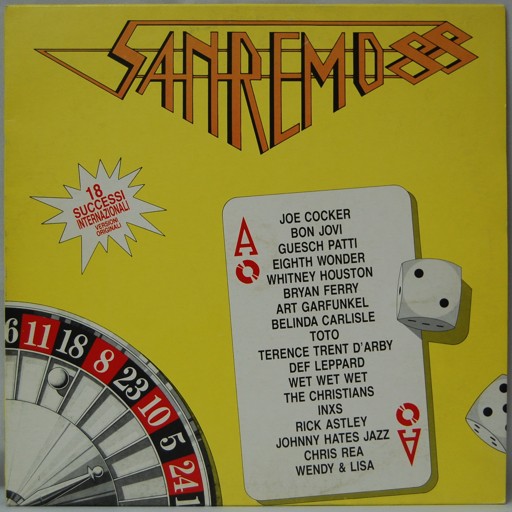 SANREMO88
18
SUCCESSI
INTERNAZIONALI
VERSIONI
ORIGINALI
A
JOE COCKER
BON JOVI
GUESCH PATTI
EIGHTH WONDER
WHITNEY HOUSTON
BRYAN FERRY
ART GARFUNKEL
BELINDA CARLISLE
TOTO
TERENCE TRENT D'ARBY
DEF LEPPARD
WET WET WET
THE CHRISTIANS
INXS
RICK ASTLEY
JOHNNY HATES JAZZ
CHRIS REA
WENDY & LISA
A
6 11 18 8 23 10 5 24